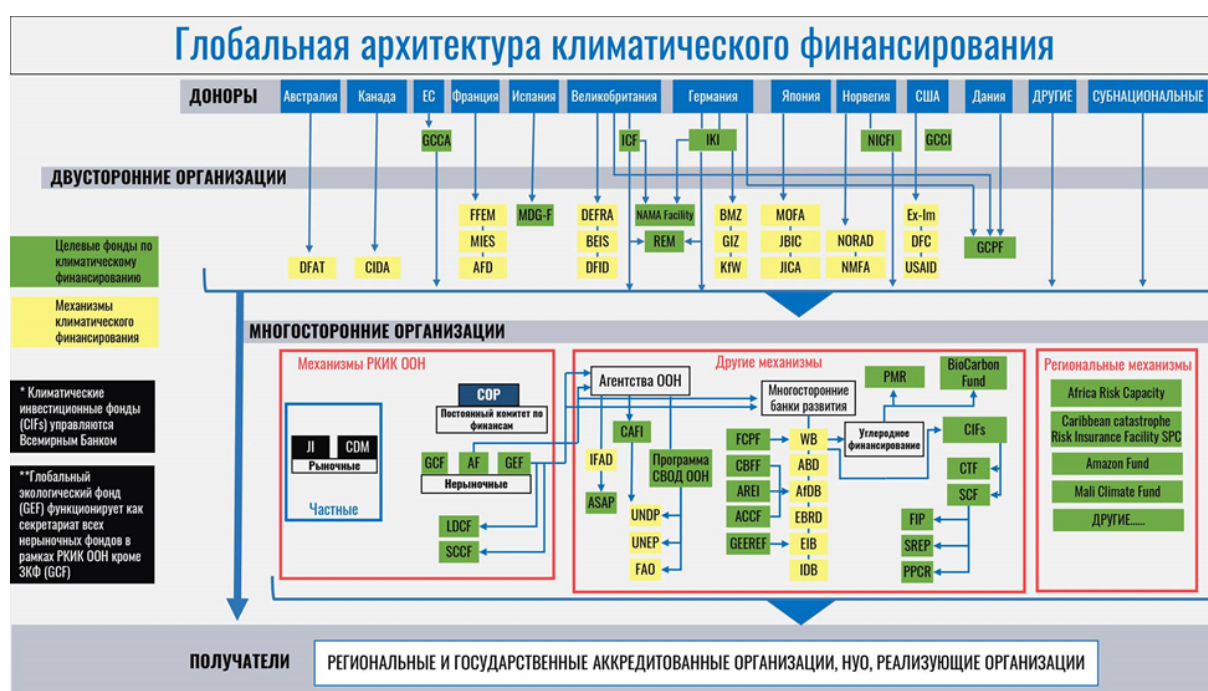 Глобальная архитектура климатического финансирования
ДОНОРЫ
Австралия
Канада
ЕС
Франция
Испания
Великобритания
Германия
Япония
Норвегия
США
Дания
ДРУГИЕ
СУБНАЦИОНАЛЬНЫЕ
GCCA
ICF
IKI
NICFI
GCCI
ДВУСТОРОННИЕ ОРГАНИЗАЦИИ
Целевые фонды по
климатическому
финансированию
Механизмы
климатического
финансирования
DFAT
CIDA
FFEM
MIES
AFD
MDG-F
DEFRA
BEIS
DFID
NAMA Facility
REM
BMZ
GIZ
KfW
MOFA
JBIC
JICA
NORAD
NMFA
Ex-Im
DFC
USAID
GCPF
МНОГОСТОРОННИЕ ОРГАНИЗАЦИИ
* Климатические
инвестиционные фонды
(CIFs) управляются
Всемирным Банком
**Глобальный
экологический фонд
(GEF) функционирует как
секретариат всех
нерыночных фондов в
рамках РКИК ООН кроме
ЗКФ (GCF)
Механизмы РКИК ООН
COP
Постоянный комитет по
финансам
JI
CDM
Рыночные
Частные
GCF
AF
GEF
Нерыночные
LDCF
SCCF
Другие механизмы
Агентства ООН
CAFI
IFAD
ASAP
Программа
СВОД ООН
UNDP
UNEP
FAO
Многосторонние
банки развития
FCPF
CBFF
AREI
ACCF
GEEREF
WB
ABD
AfDB
EBRD
EIB
IDB
PMR
BioCarbon
Fund
Углеродное
финансирование
CIFs
CTF
SCF
FIP
SREP
PPCR
Региональные механизмы
Africa Risk Capacity
Caribbean catastrophe
Risk Insurance Facility SPC
Amazon Fund
Mali Climate Fund
ДРУГИЕ......
ПОЛУЧАТЕЛИ
РЕГИОНАЛЬНЫЕ И ГОСУДАРСТВЕННЫЕ АККРЕДИТОВАННЫЕ ОРГАНИЗАЦИИ, НУО, РЕАЛИЗУЮЩИЕ ОРГАНИЗАЦИИ